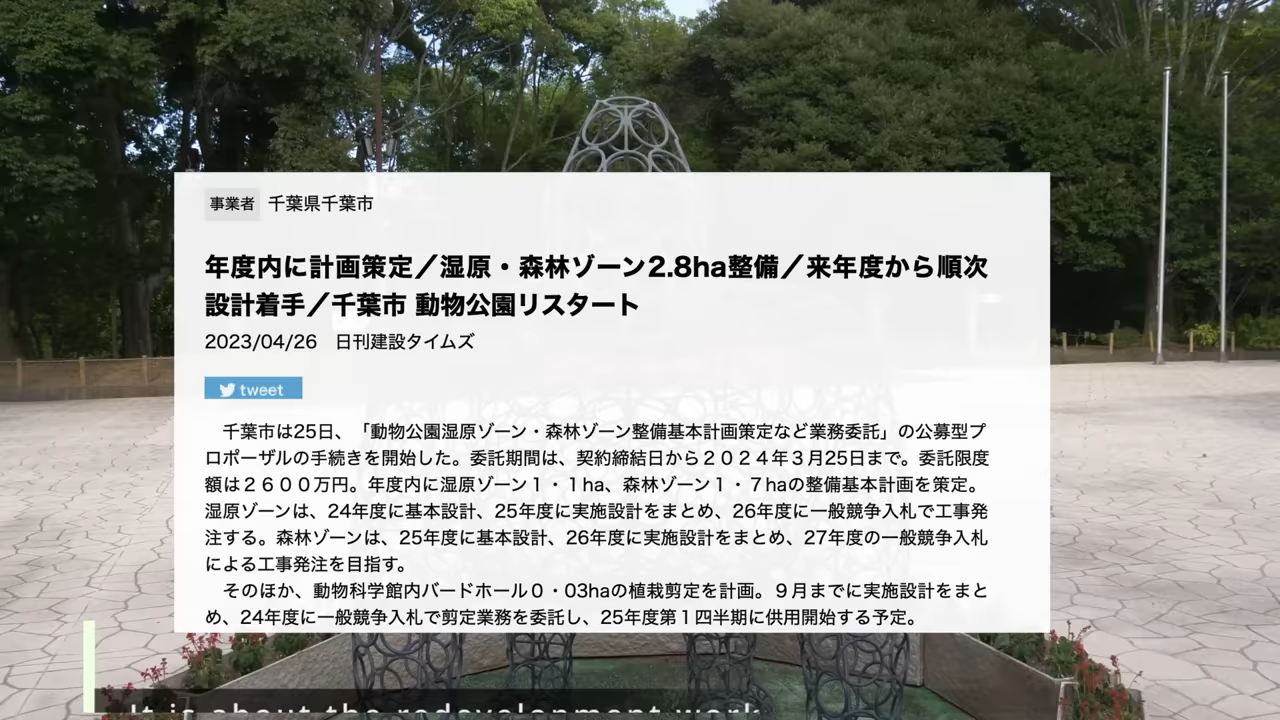 事業者 千葉県千葉市
年度内に計画策定／湿原・森林ゾーン2.8ha整備／来年度から順次
設計着手／千葉市 動物公園リスタート
2023/04/26　日刊建設タイムズ
tweet
　千葉市は25日、「動物公園湿原ゾーン・森林ゾーン整備基本計画策定など業務委託」の公募型プ
ロポーザルの手続きを開始した。委託期間は、契約締結日から２０２４年３月25日まで。委託限度
額は２６００万円。年度内に湿原ゾーン１・１ha、森林ゾーン１・７haの整備基本計画を策定。
湿原ゾーンは、24年度に基本設計、25年度に実施設計をまとめ、26年度に一般競争入札で工事発
注する。森林ゾーンは、25年度に基本設計、26年度に実施設計をまとめ、27年度の一般競争入札
による工事発注を目指す。
　そのほか、動物科学館内バードホール０・03haの植栽剪定を計画。９月までに実施設計をまと
め、24年度に一般競争入札で剪定業務を委託し、25年度第１四半期に供用開始する予定。
It is about the redevelopment work